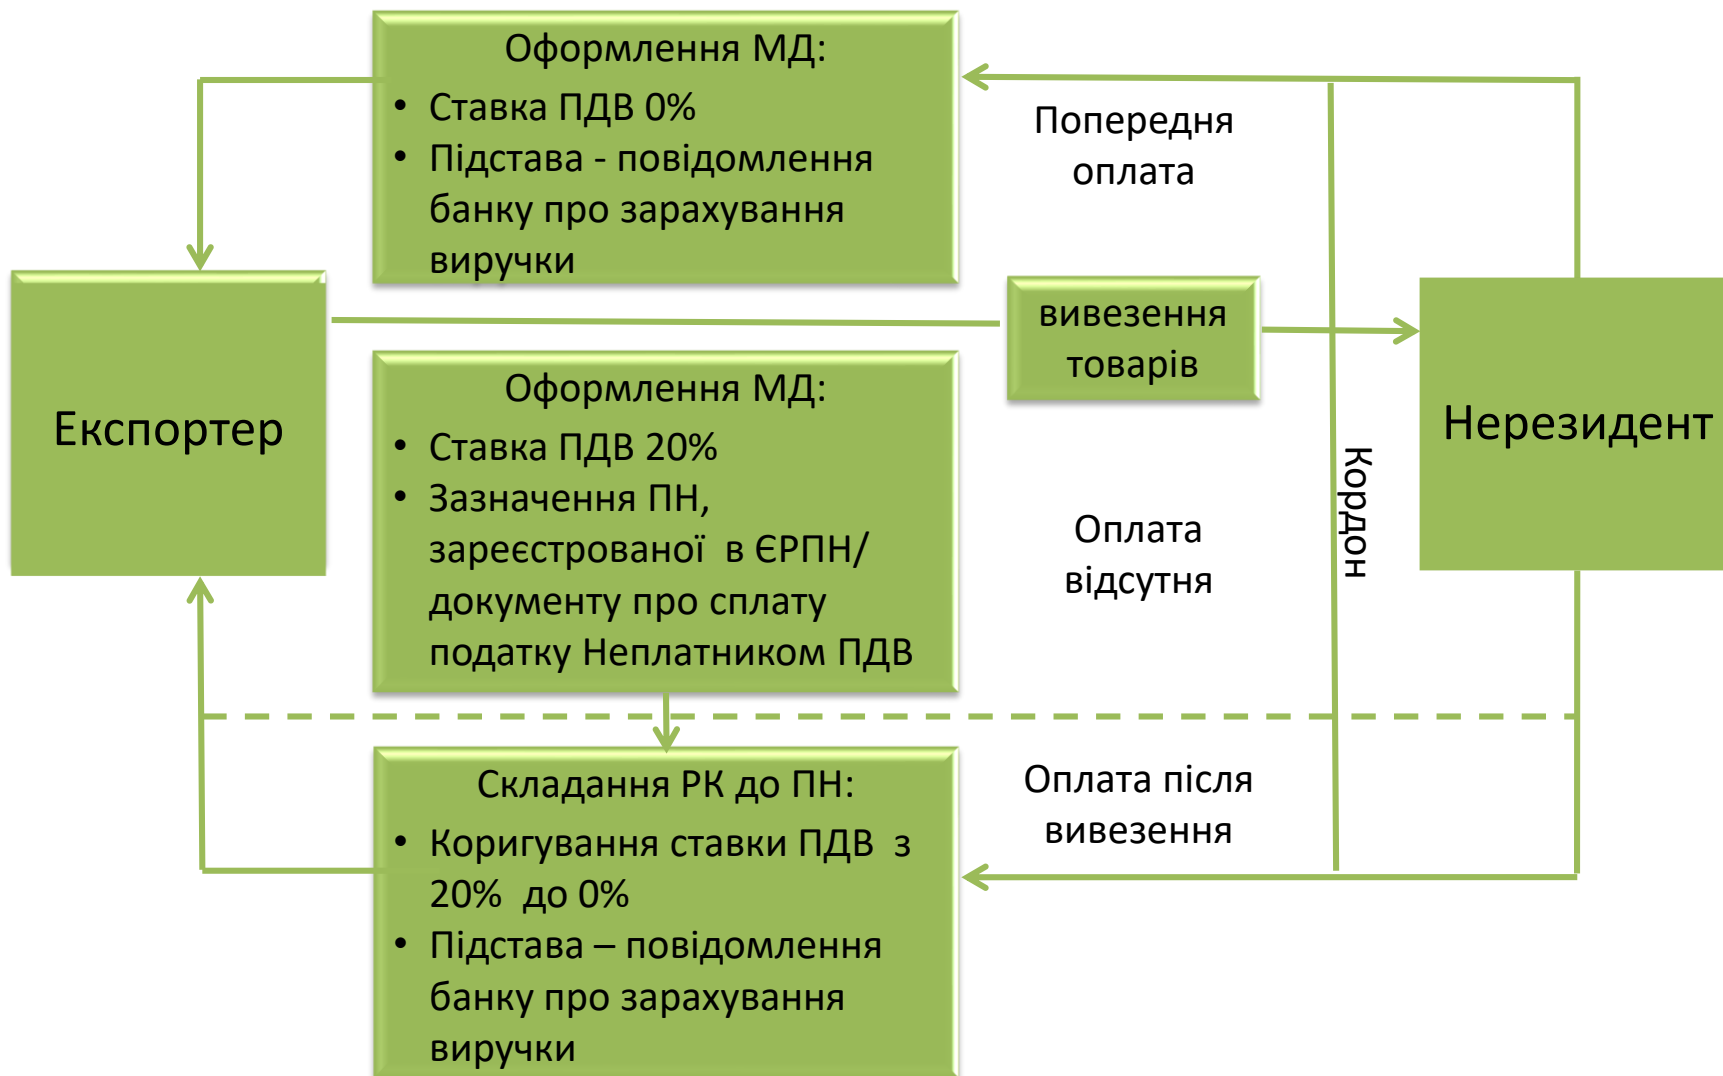 Оформлення МД:
• Ставка ПДВ 0%
• Підстава - повідомлення
банку про зарахування
виручки
Попередня
оплата
вивезення
товарів
Експортер
Оформлення МД:
• Ставка ПДВ 20%
• Зазначення ПН,
зареєстрованої в ЄРПН/
документу про сплату
податку Неплатником ПДВ
Оплата
відсутня
Кордон
Нерезидент
Складання РК до ПН:
• Коригування ставки ПДВ з
20% до 0%
• Підстава – повідомлення
банку про зарахування
виручки
Оплата після
вивезення